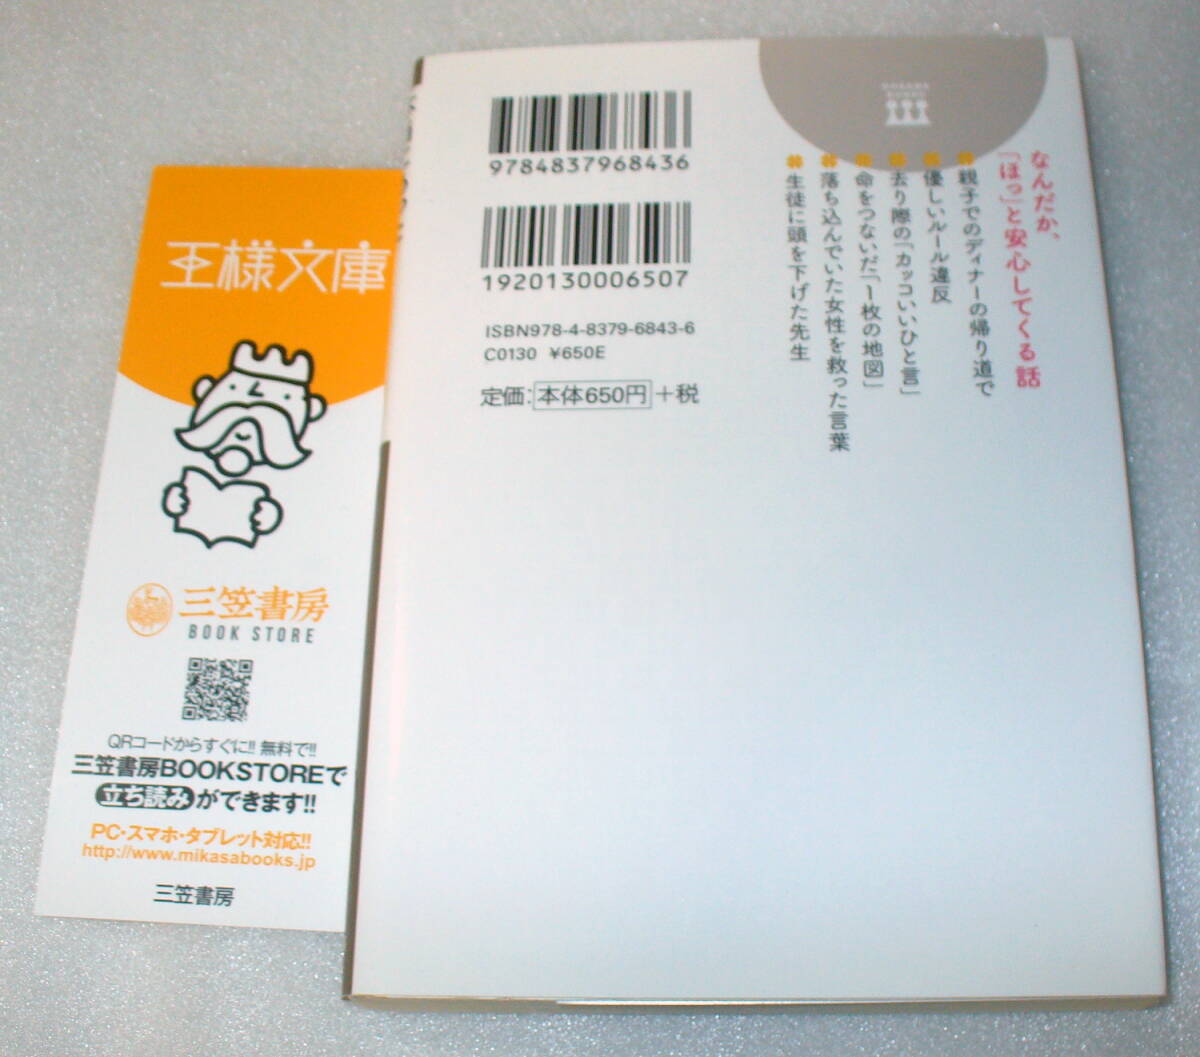 王様文庫
三笠書房
BOOK STORE
QRコードからすぐに!! 無料で!!
三笠書房BOOKSTOREで
立ち読みができます!!
PC・スマホ・タブレット対応!!
http://www.mikasabooks.jp
三笠書房
9784837968436
1920130006507
ISBN978-4-8379-6843-6
C0130 ¥650E
定価:本体650円+税
なんだか、
「ほっ」と安心してくる話
親子でのディナーの帰り道で
優しいルール違反
去り際の「カッコいいひと言」
命をつないだ「1枚の地図」
落ち込んでいた女性を救った言葉
生徒に頭を下げた先生